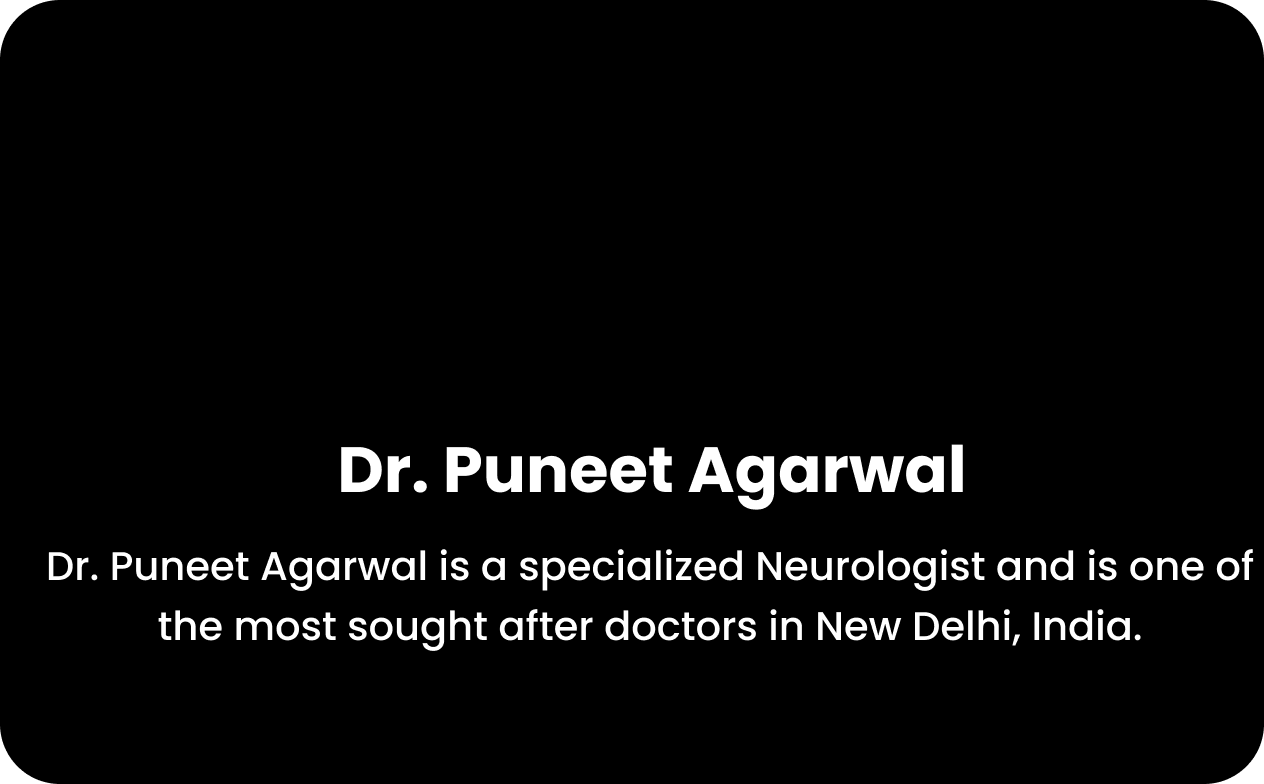 Dr. Puneet Agarwal
Dr. Puneet Agarwal is a specialized Neurologist and is one of
the most sought after doctors in New Delhi, India.